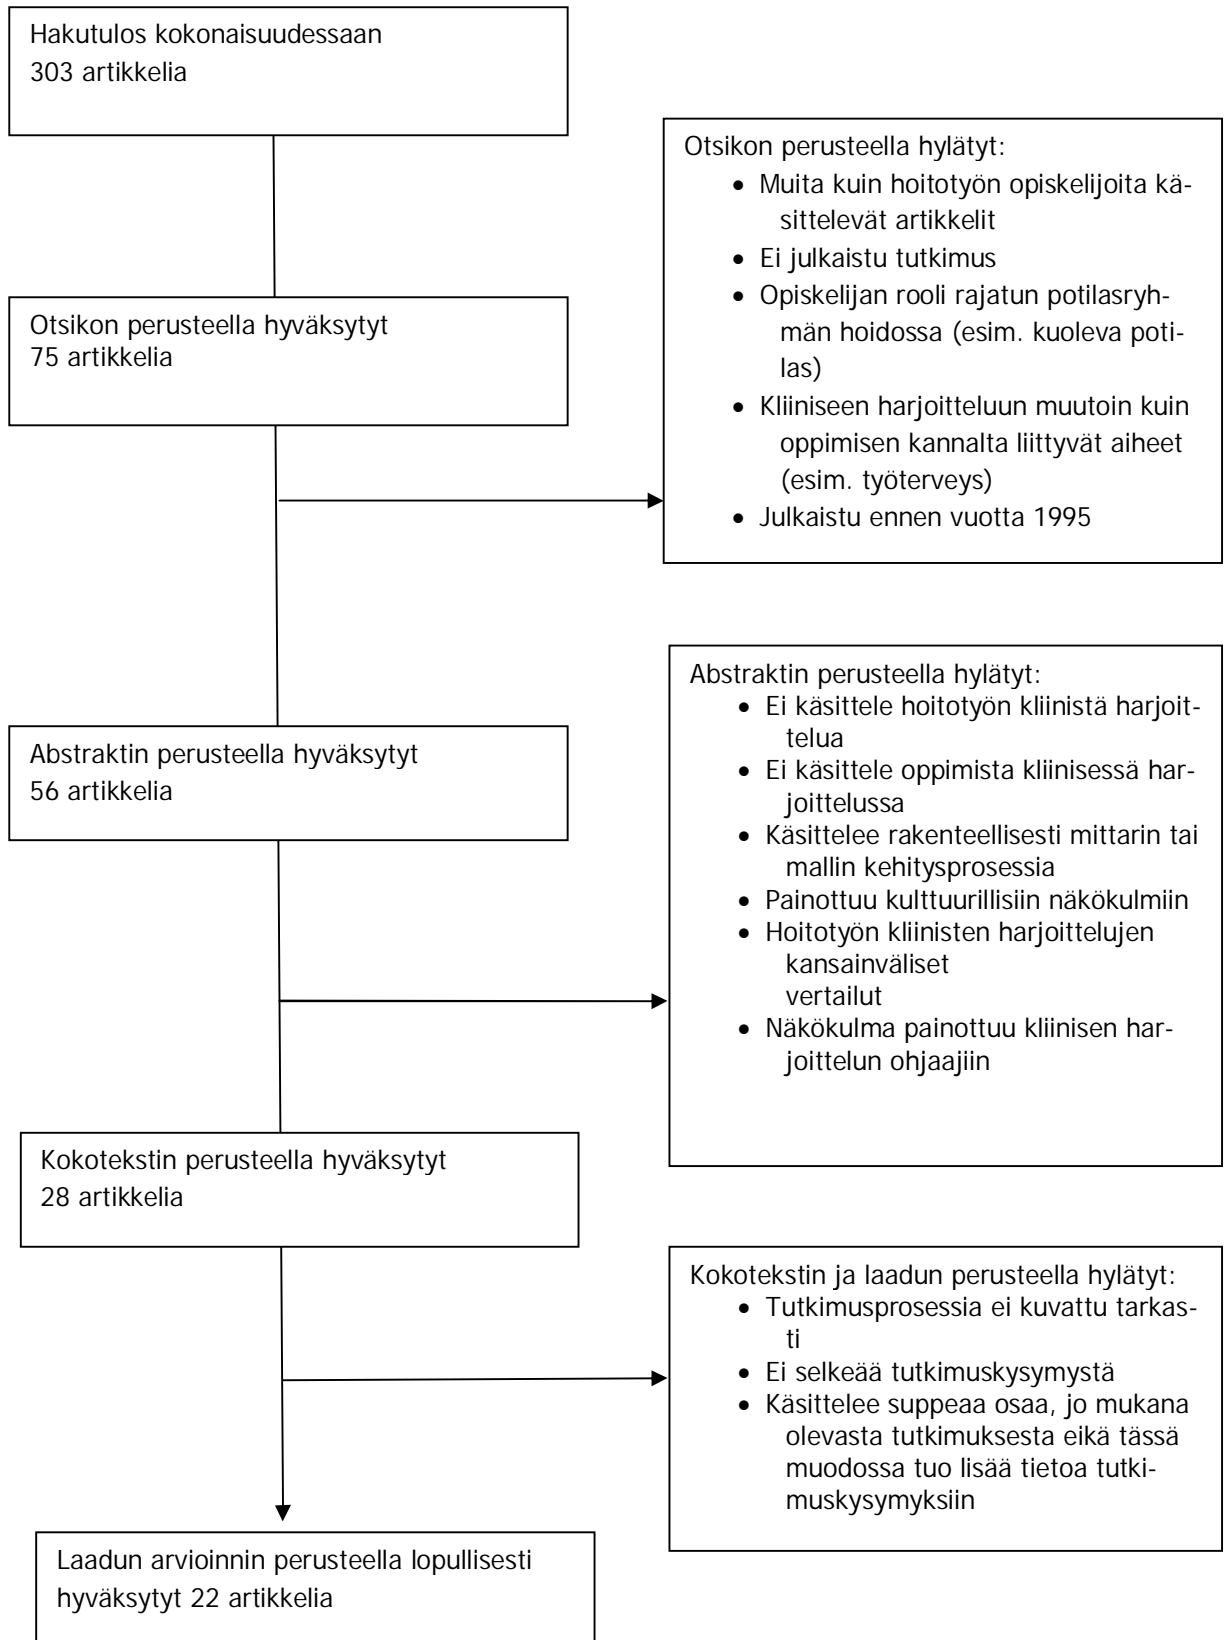 Hakutulos kokonaisuudessaan
303 artikkelia
Otsikon perusteella hylätyt:
• Muita kuin hoitotyön opiskelijoita kä-
sittelevät artikkelit
• Ei julkaistu tutkimus
• Opiskelijan rooli rajatun potilasryh-
män hoidossa (esim. kuoleva poti-
las)
• Kliiniseen harjoitteluun muutoin kuin
oppimisen kannalta liittyvät aiheet
(esim. työterveys)
• Julkaistu ennen vuotta 1995
Otsikon perusteella hyväksytyt
75 artikkelia
Abstraktin perusteella hylätyt:
• Ei käsittele hoitotyön kliinistä harjoit-
telua
• Ei käsittele oppimista kliinisessä har-
joittelussa
• Käsittelee rakenteellisesti mittarin tai
mallin kehitysprosessia
• Painottuu kulttuurillisiin näkökulmiin
• Hoitotyön kliinisten harjoittelujen
kansainväliset
vertailut
• Näkökulma painottuu kliinisen har-
joittelun ohjaajiin
Abstraktin perusteella hyväksytyt
56 artikkelia
Kokotekstin perusteella hyväksytyt
28 artikkelia
Kokotekstin ja laadun perusteella hylätyt:
• Tutkimusprosessia ei kuvattu tarkas-
ti
• Ei selkeää tutkimuskysymystä
• Käsittelee suppeaa osaa, jo mukana
olevasta tutkimuksesta eikä tässä
muodossa tuo lisää tietoa tutki-
muskysymyksiin
Laadun arvioinnin perusteella lopullisesti
hyväksytyt 22 artikkelia